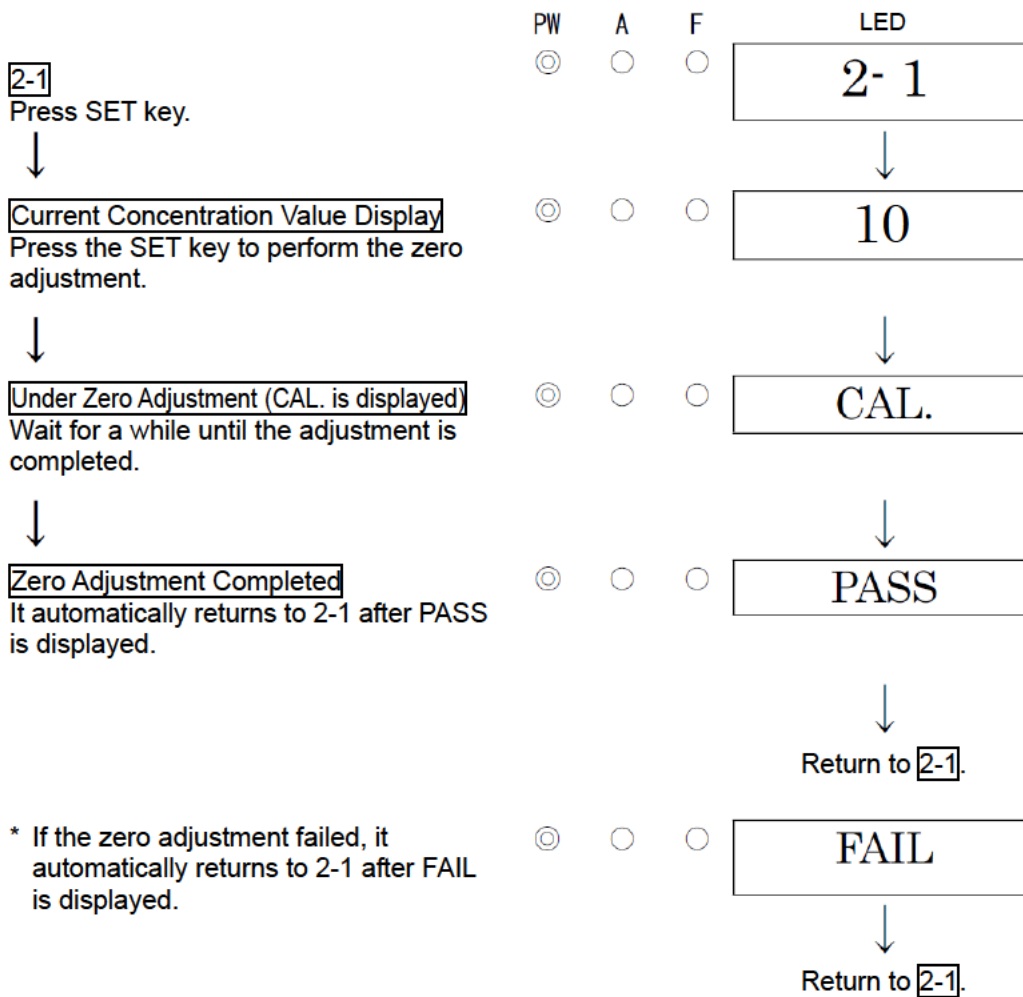 PW A F LED
2-1
2- 1
Press SET key.
Current Concentration Value Display
10
Press the SET key to perform the zero
adjustment.
Under Zero Adjustment (CAL. is displayed)
CAL.
Wait for a while until the adjustment is
completed.
Zero Adjustment Completed
PASS
It automatically returns to 2-1 after PASS
is displayed.
Return to 2-1.
* If the zero adjustment failed, it
FAIL
automatically returns to 2-1 after FAIL
is displayed.
Return to 2-1.